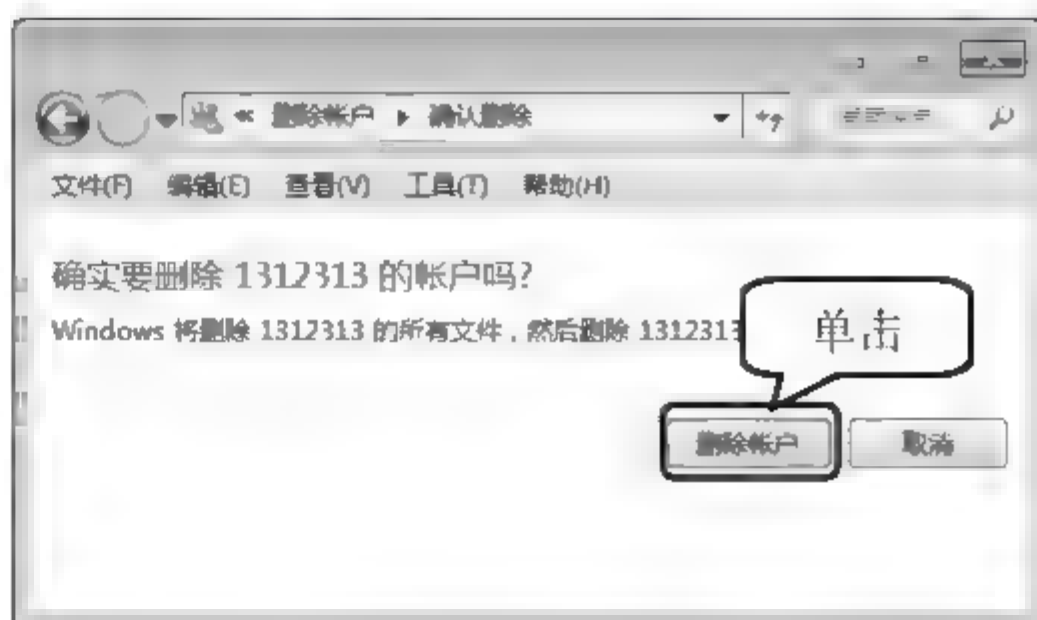 « 删除帐户 ▶ 确认删除
文件(F) 编辑(E) 查看(V) 工具(T) 帮助(H)
确实要删除 1312313 的帐户吗?
Windows 将删除 1312313 的所有文件，然后删除 1312313
单击
删除帐户 取消